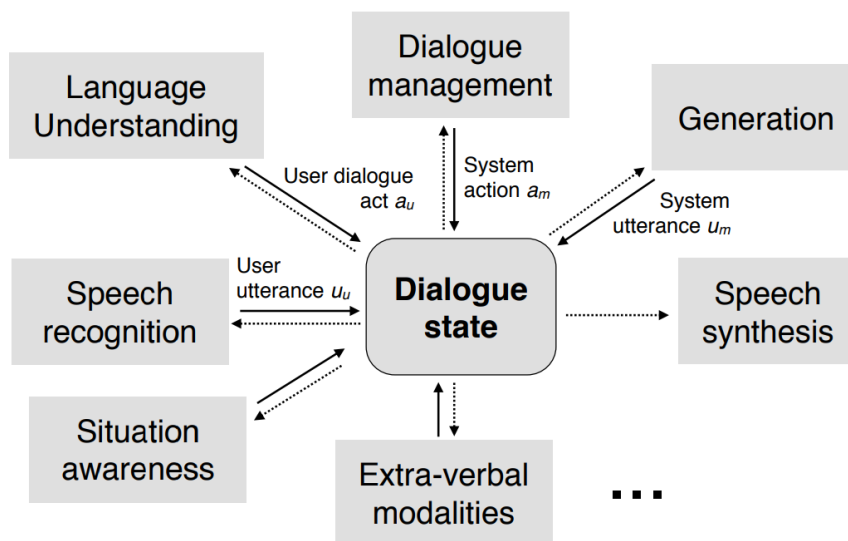 Dialogue
management
Language
Understanding
Generation
User dialogue
act aᵤ
System
action aₘ
System
utterance uₘ
User
utterance uᵤ
Speech
recognition
Dialogue
state
Speech
synthesis
Situation
awareness
Extra-verbal
modalities
...